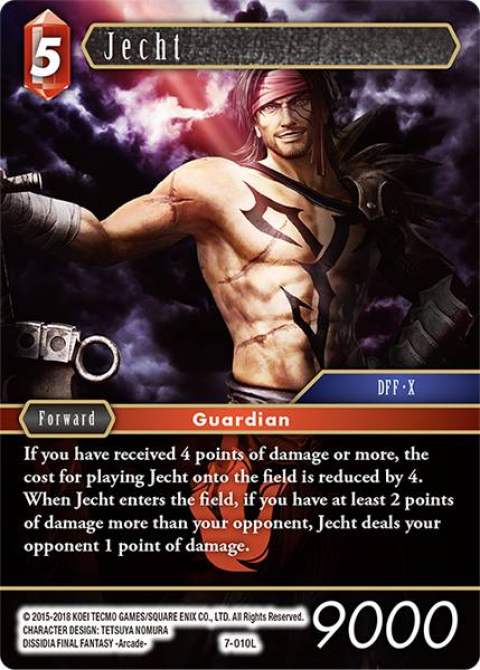 5
Jecht
DFF · X
Forward
Guardian
If you have received 4 points of damage or more, the
cost for playing Jecht onto the field is reduced by 4.
When Jecht enters the field, if you have at least 2 points
of damage more than your opponent, Jecht deals your
opponent 1 point of damage.
© 2015-2018 KOEI TECMO GAMES/SQUARE ENIX CO., LTD. All Rights Reserved.
CHARACTER DESIGN: TETSUYA NOMURA
DISSIDIA FINAL FANTASY -Arcade-
7-010L
9000